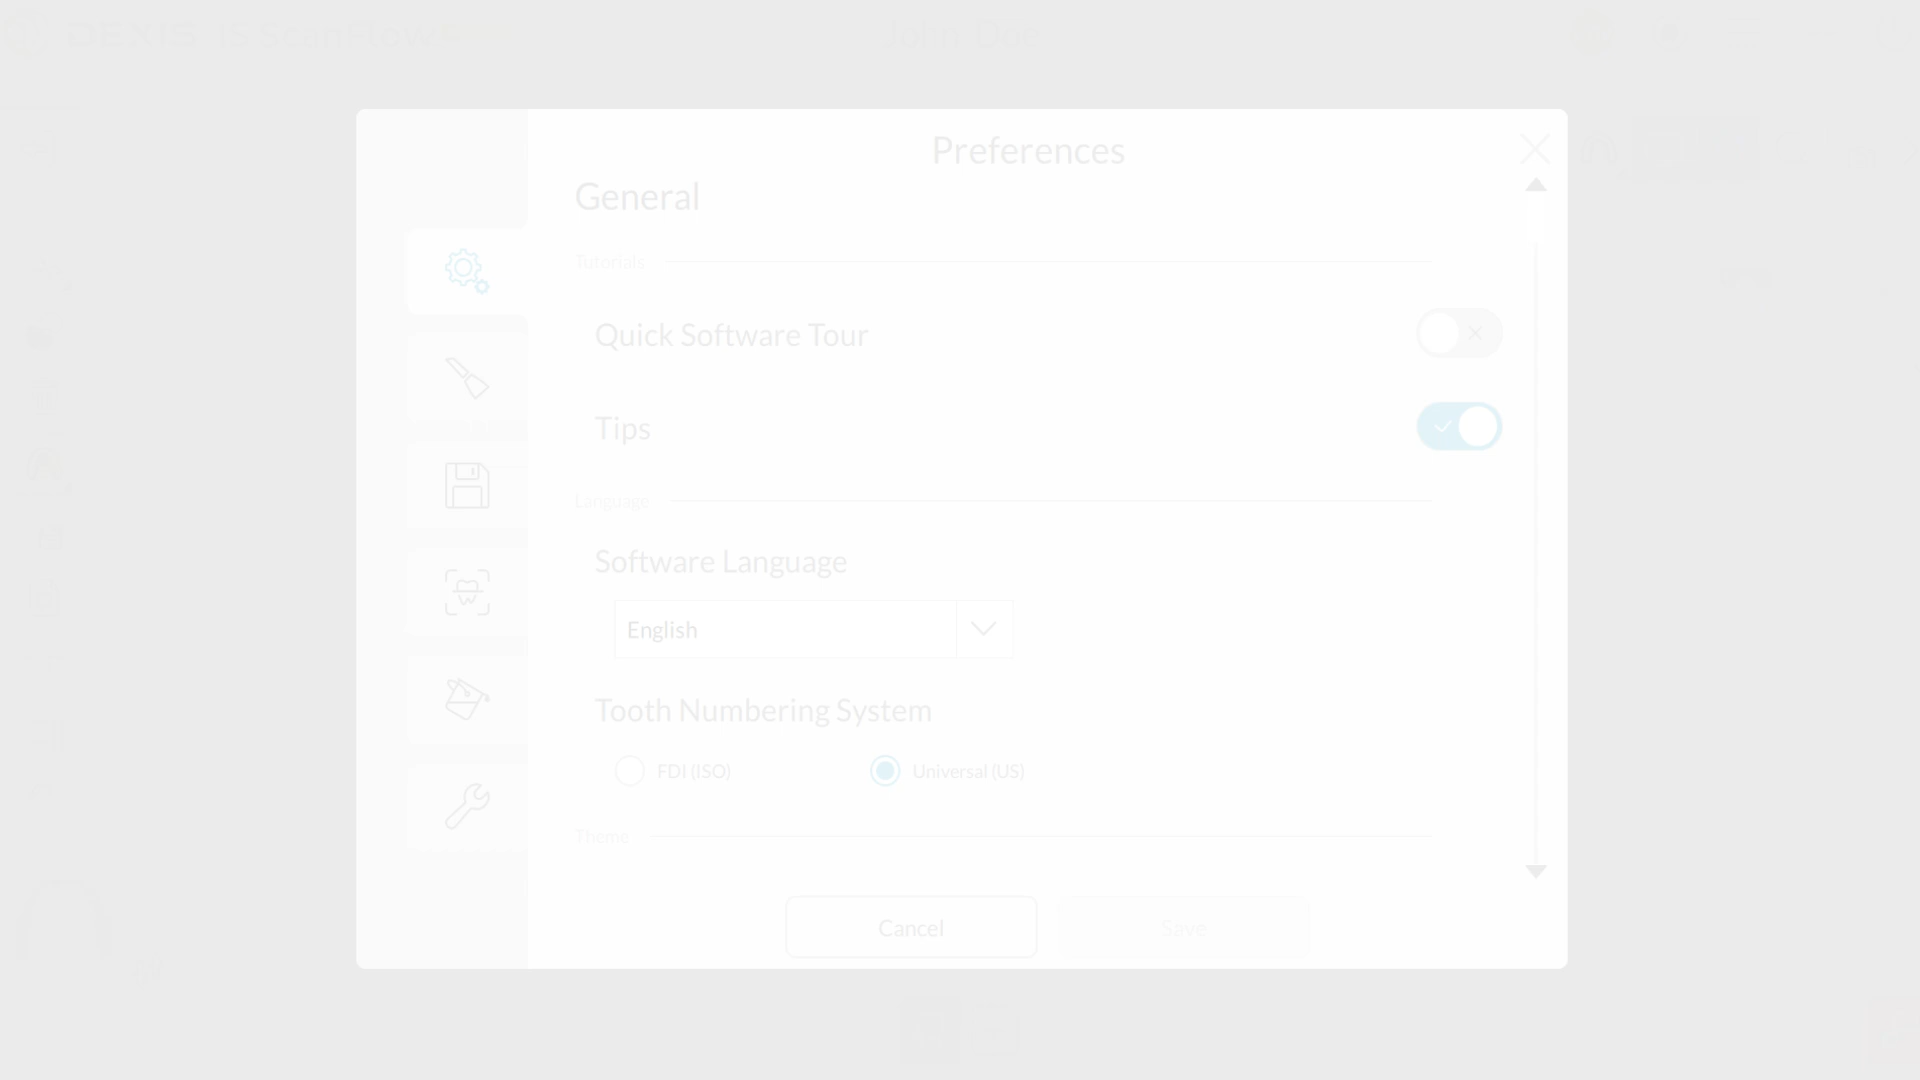 DEXIS IS ScanFlow
John Doe
Preferences
General
Tutorials
Quick Software Tour
Tips
Language
Software Language
English
Tooth Numbering System
FDI (ISO)
Universal (US)
Theme
Cancel
Save